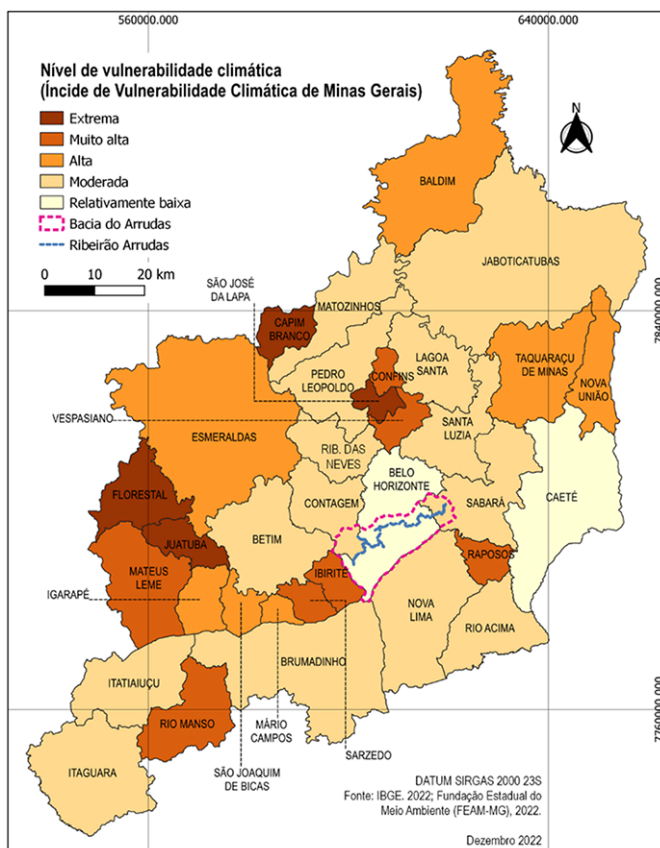 560000.000
640000.000
Nível de vulnerabilidade climática
(Íncide de Vulnerabilidade Climática de Minas Gerais)
Extrema
Muito alta
Alta
Moderada
Relativamente baixa
Bacia do Arrudas
Ribeirão Arrudas
0 10 20 km
N
BALDIM
JABOTICATUBAS
SÃO JOSÉ
DA LAPA
MATOZINHOS
7840000.000
CAPIM
BRANCO
PEDRO
LEOPOLDO
CONFINS
LAGOA
SANTA
TAQUARAÇU
DE MINAS
NOVA
UNIÃO
VESPASIANO
ESMERALDAS
SANTA
LUZIA
RIB. DAS
NEVES
BELO
HORIZONTE
FLORESTAL
CONTAGEM
SABARÁ
CAETÉ
JUATUBA
BETIM
MATEUS
LEME
IBIRITÉ
RAPOSOS
IGARAPÉ
NOVA
LIMA
RIO ACIMA
ITATIAIUÇU
BRUMADINHO
RIO MANSO
MÁRIO
CAMPOS
7760000.000
SARZEDO
ITAGUARA
SÃO JOAQUIM
DE BICAS
DATUM SIRGAS 2000 23S
Fonte: IBGE. 2022; Fundação Estadual do
Meio Ambiente (FEAM-MG), 2022.
Dezembro 2022